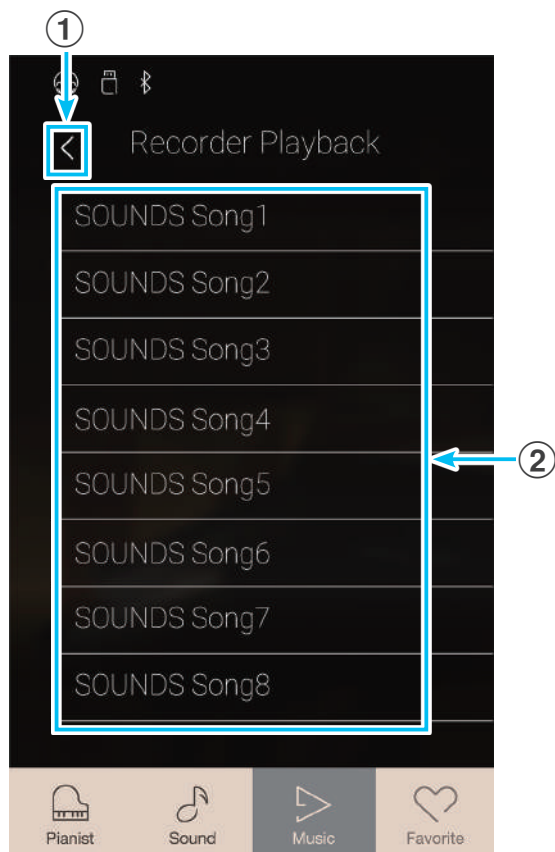 ①
Recorder Playback
SOUNDS Song1
SOUNDS Song2
SOUNDS Song3
SOUNDS Song4
SOUNDS Song5
SOUNDS Song6
SOUNDS Song7
SOUNDS Song8
②
Pianist Sound Music Favorite